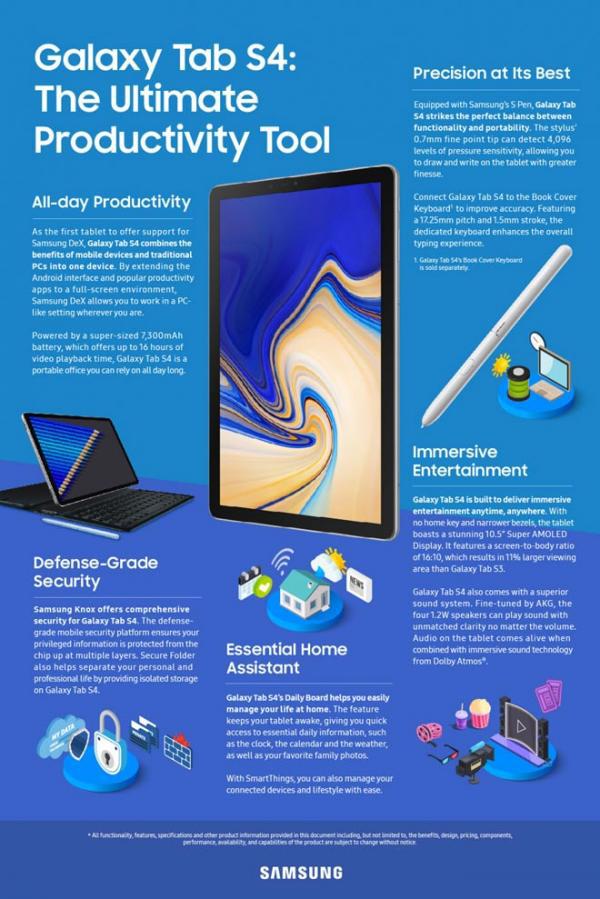 Galaxy Tab S4:
The Ultimate
Productivity Tool
All-day Productivity
As the first tablet to offer support for
Samsung DeX, Galaxy Tab S4 combines the
benefits of mobile devices and traditional
PCs into one device. By extending the
Android interface and popular productivity
apps to a full-screen environment,
Samsung DeX allows you to work in a PC-
like setting wherever you are.
Powered by a super-sized 7,300mAh
battery, which offers up to 16 hours of
video playback time, Galaxy Tab S4 is a
portable office you can rely on all day long.
Precision at Its Best
Equipped with Samsung's S Pen, Galaxy Tab
S4 strikes the perfect balance between
functionality and portability. The stylus'
0.7mm fine point tip can detect 4,096
levels of pressure sensitivity, allowing you
to draw and write on the tablet with greater
finesse.
Connect Galaxy Tab S4 to the Book Cover
Keyboard¹ to improve accuracy. Featuring
a 17.25mm pitch and 1.5mm stroke, the
dedicated keyboard enhances the overall
typing experience.
1. Galaxy Tab S4's Book Cover Keyboard
is sold separately.
Immersive
Entertainment
Galaxy Tab S4 is built to deliver immersive
entertainment anytime, anywhere. With
no home key and narrower bezels, the tablet
boasts a stunning 10.5" Super AMOLED
Display. It features a screen-to-body ratio
of 16:10, which results in 11% larger viewing
area than Galaxy Tab S3.
Galaxy Tab S4 also comes with a superior
sound system. Fine-tuned by AKG, the
four 1.2W speakers can play sound with
unmatched clarity no matter the volume.
Audio on the tablet comes alive when
combined with immersive sound technology
from Dolby Atmos®.
Defense-Grade
Security
Samsung Knox offers comprehensive
security for Galaxy Tab S4. The defense-
grade mobile security platform ensures your
privileged information is protected from the
chip up at multiple layers. Secure Folder
also helps separate your personal and
professional life by providing isolated storage
on Galaxy Tab S4.
MY DATA
NEWS
Essential Home
Assistant
Galaxy Tab S4's Daily Board helps you easily
manage your life at home. The feature
keeps your tablet awake, giving you quick
access to essential daily information, such
as the clock, the calendar and the weather,
as well as your favorite family photos.
With SmartThings, you can also manage your
connected devices and lifestyle with ease.
* All functionality, features, specifications and other product information provided in this document including, but not limited to, the benefits, design, pricing, components,
performance, availability, and capabilities of the product are subject to change without notice.
SAMSUNG